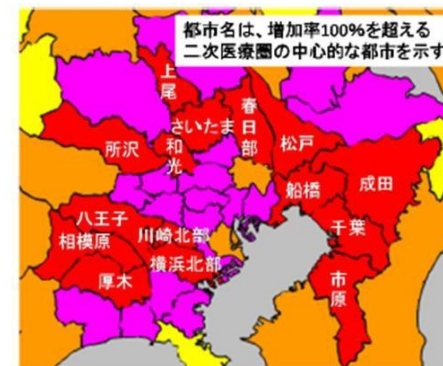 都市名は、増加率100%を超える
二次医療圏の中心的な都市を示す
上尾
さいたま
春日部
所沢
和光
松戸
船橋
成田
八王子
相模原
川崎北部
千葉
横浜北部
厚木
市原